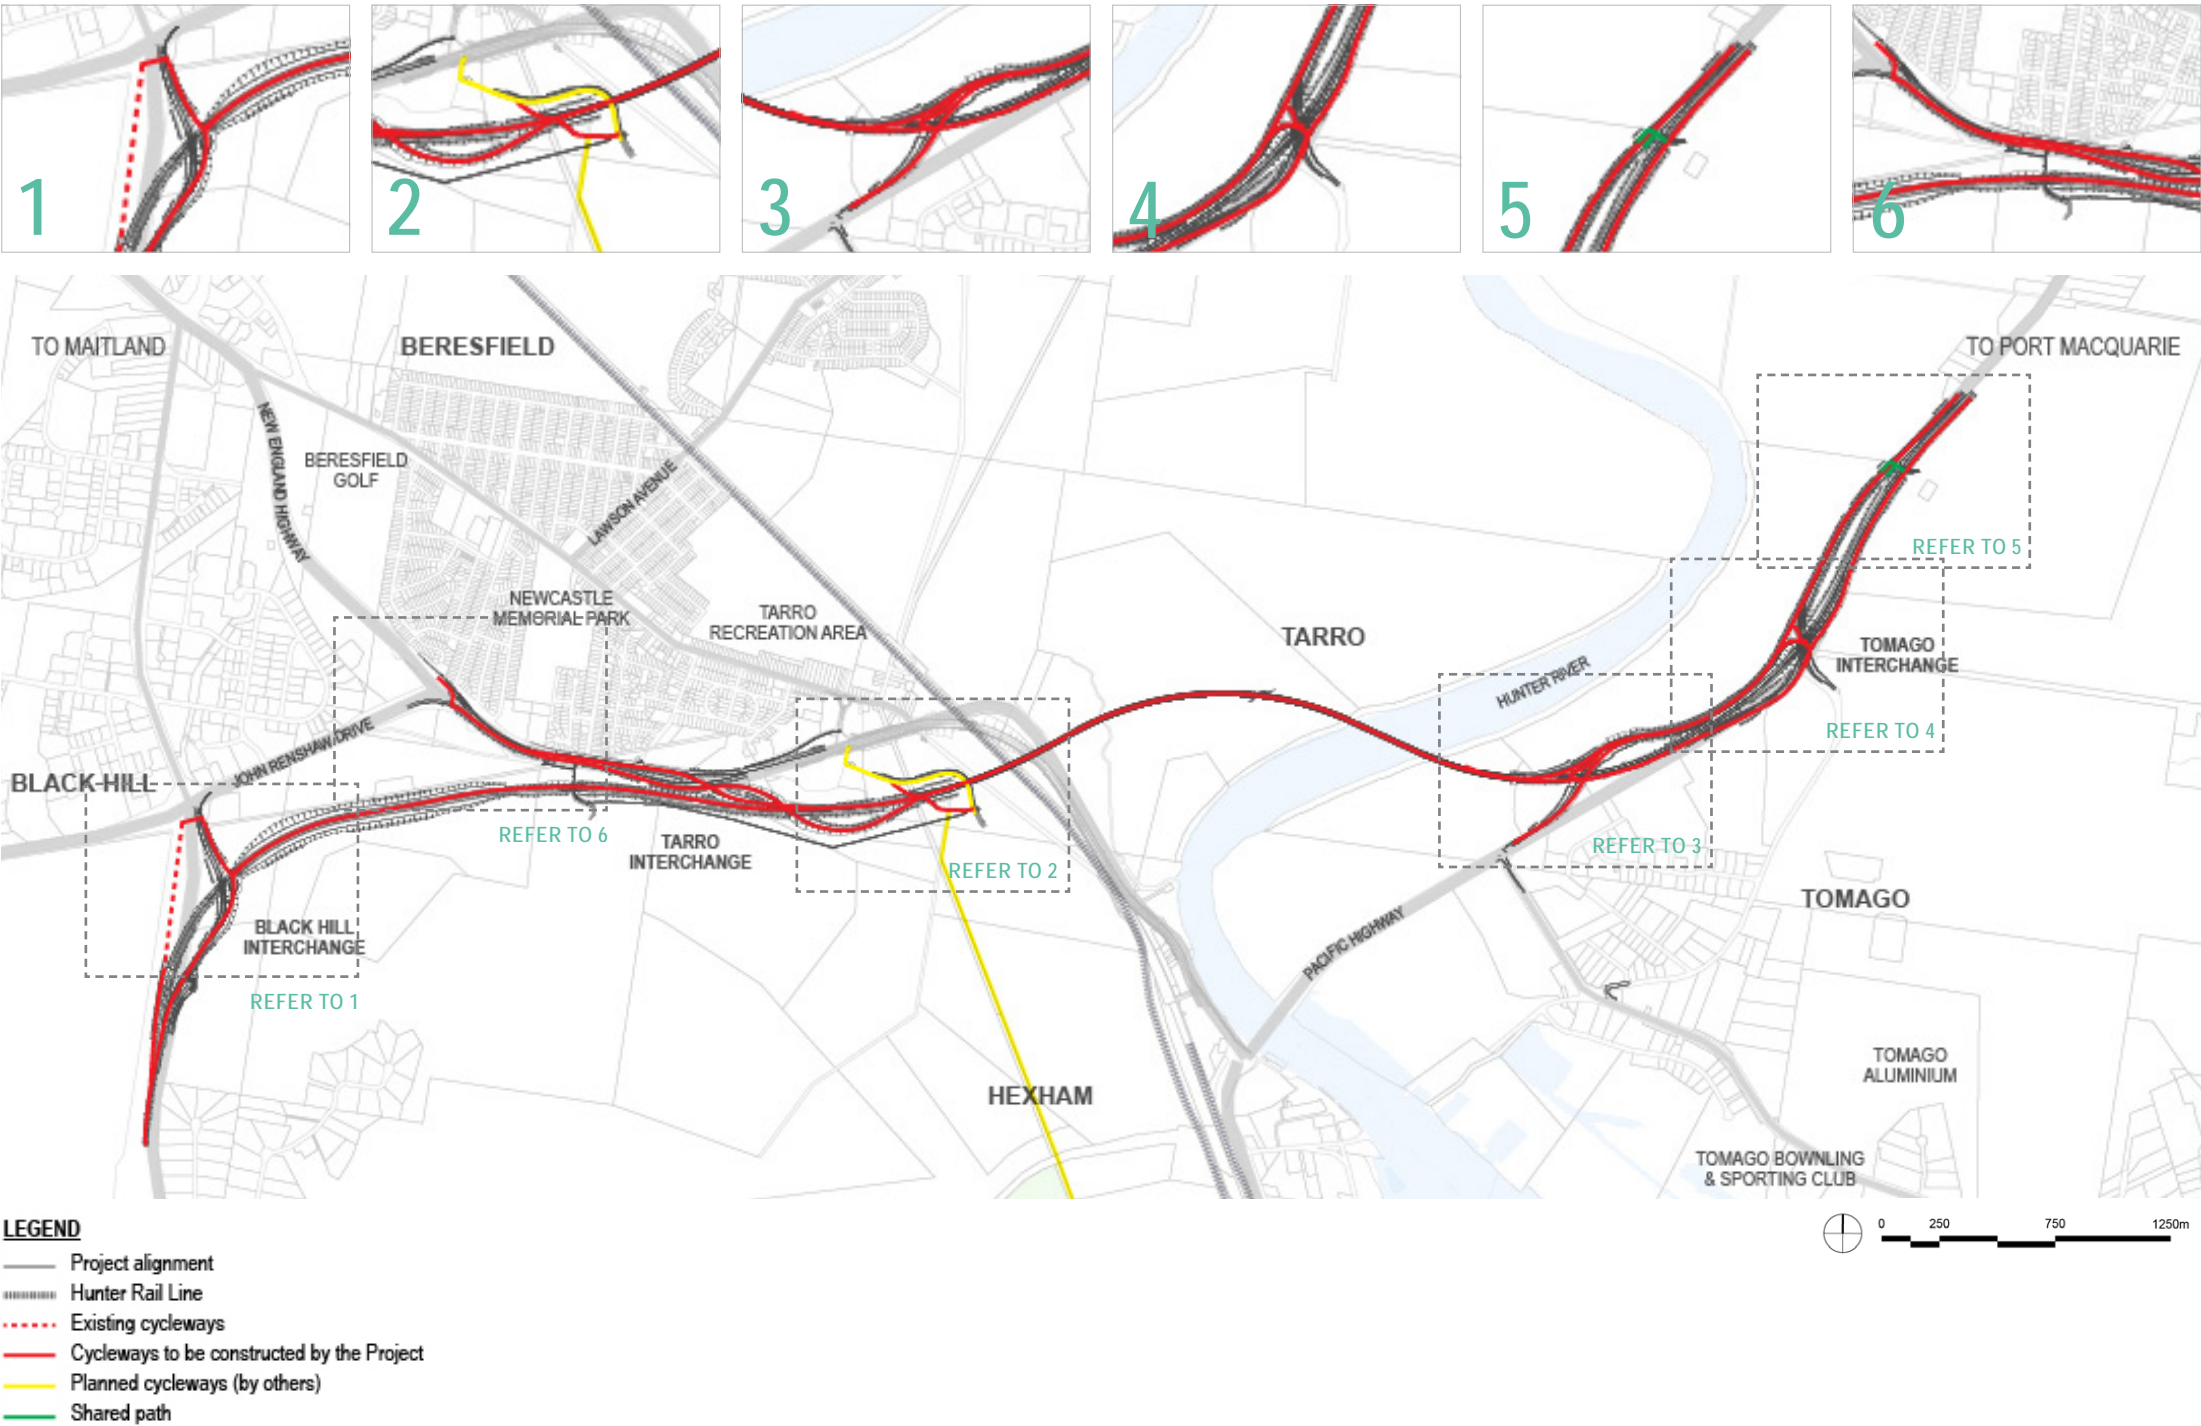 1
2
3
4
5
6
TO MAITLAND
BERESFIELD
TO PORT MACQUARIE
NEW ENGLAND HIGHWAY
BERESFIELD
GOLF
LAWSON AVENUE
REFER TO 5
NEWCASTLE
MEMORIAL PARK
TARRO
RECREATION AREA
TARRO
HUNTER RIVER
TOMAGO
INTERCHANGE
REFER TO 4
JOHN RENSHAW DRIVE
BLACK HILL
REFER TO 6
TARRO
INTERCHANGE
REFER TO 2
REFER TO 3
TOMAGO
PACIFIC HIGHWAY
BLACK HILL
INTERCHANGE
REFER TO 1
HEXHAM
TOMAGO
ALUMINIUM
TOMAGO BOWNLING
& SPORTING CLUB
0 250 750 1250m
LEGEND
Project alignment
Hunter Rail Line
Existing cycleways
Cycleways to be constructed by the Project
Planned cycleways (by others)
Shared path